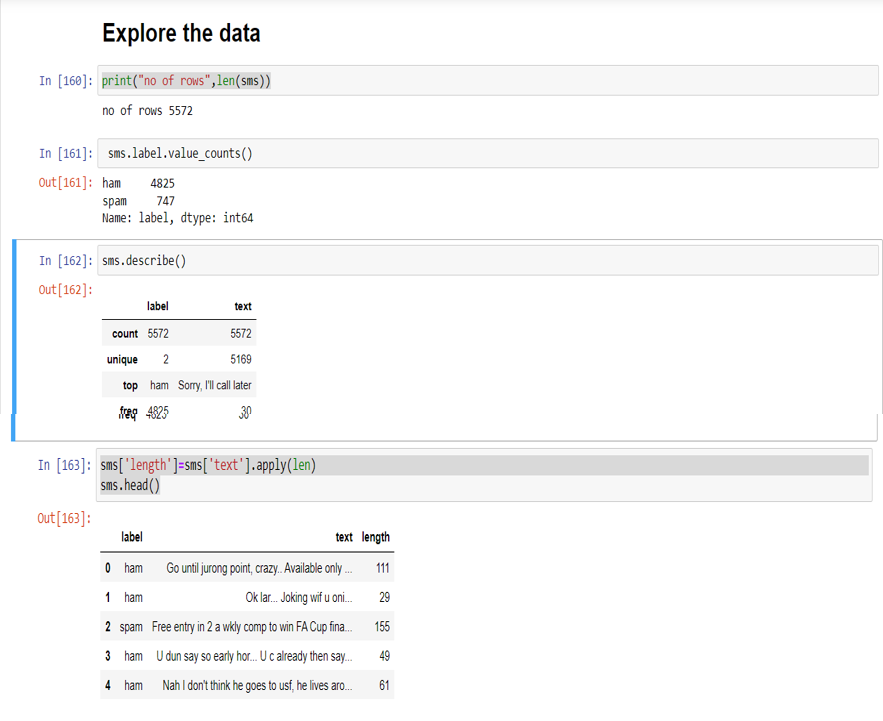 Explore the data
In [160]: print("no of rows",len(sms))
no of rows 5572
In [161]: sms.label.value_counts()
Out[161]: ham 4825
spam 747
Name: label, dtype: int64
In [162]: sms.describe()
Out[162]:
label text
count 5572 5572
unique 2 5169
top ham Sorry, I'll call later
freq 4825 30
In [163]: sms['length']=sms['text'].apply(len)
sms.head()
Out[163]:
label text length
0 ham Go until jurong point, crazy.. Available only ... 111
1 ham Ok lar... Joking wif u oni... 29
2 spam Free entry in 2 a wkly comp to win FA Cup fina... 155
3 ham U dun say so early hor... U c already then say... 49
4 ham Nah I don't think he goes to usf, he lives aro... 61